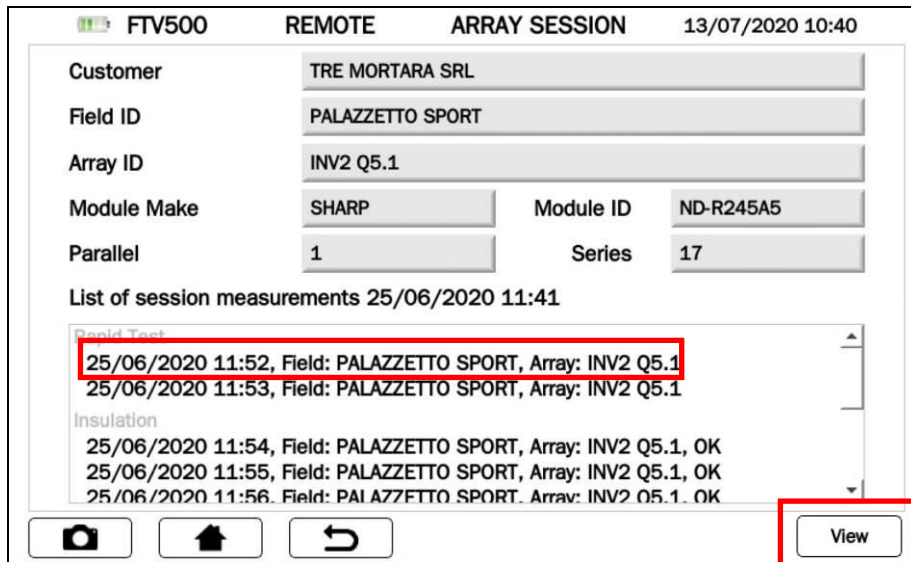 FTV500 REMOTE ARRAY SESSION 13/07/2020 10:40
Customer TRE MORTARA SRL
Field ID PALAZZETTO SPORT
Array ID INV2 Q5.1
Module Make SHARP Module ID ND-R245A5
Parallel 1 Series 17
List of session measurements 25/06/2020 11:41
Rapid Test
25/06/2020 11:52, Field: PALAZZETTO SPORT, Array: INV2 Q5.1
25/06/2020 11:53, Field: PALAZZETTO SPORT, Array: INV2 Q5.1
Insulation
25/06/2020 11:54, Field: PALAZZETTO SPORT, Array: INV2 Q5.1, OK
25/06/2020 11:55, Field: PALAZZETTO SPORT, Array: INV2 Q5.1, OK
25/06/2020 11:56, Field: PALAZZETTO SPORT, Array: INV2 Q5.1, OK
View